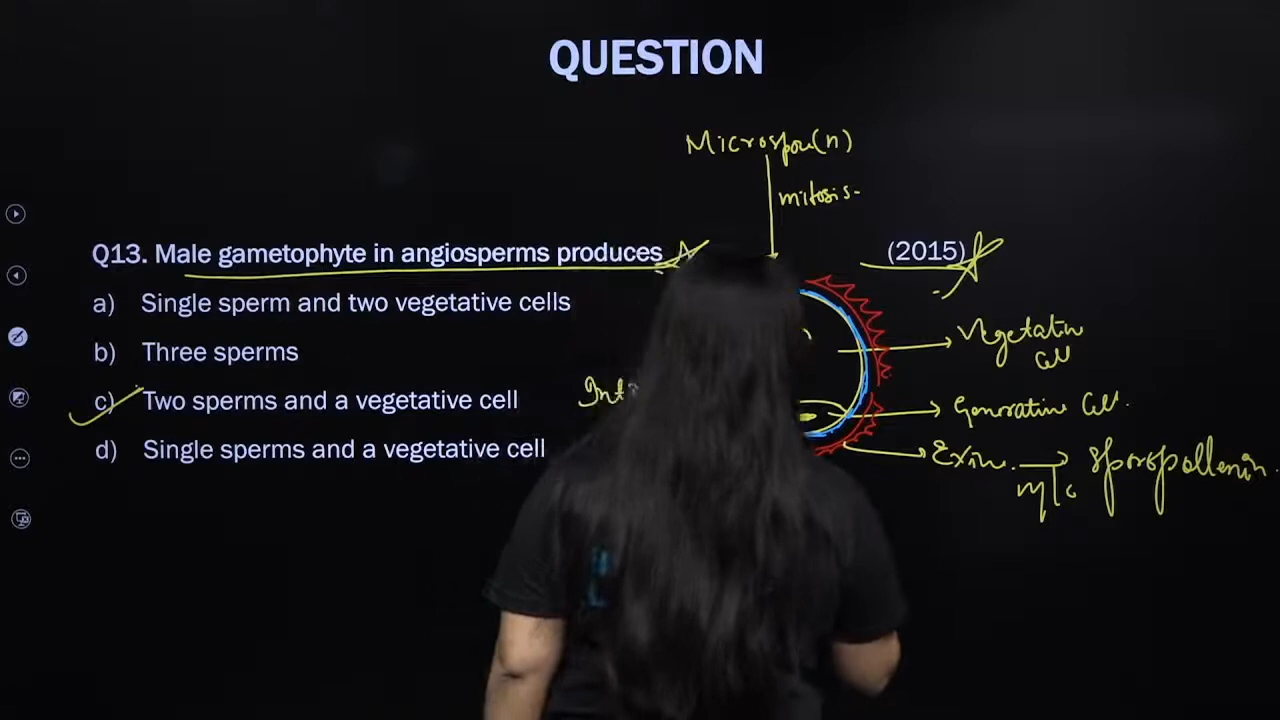 QUESTION
Microspore(n)
mitosis-
Q13. Male gametophyte in angiosperms produces
(2015)
a) Single sperm and two vegetative cells
b) Three sperms
c) Two sperms and a vegetative cell
d) Single sperms and a vegetative cell
Vegetative
Cell
Int
Generative Cell.
Exine
m/c
Sporopollenin